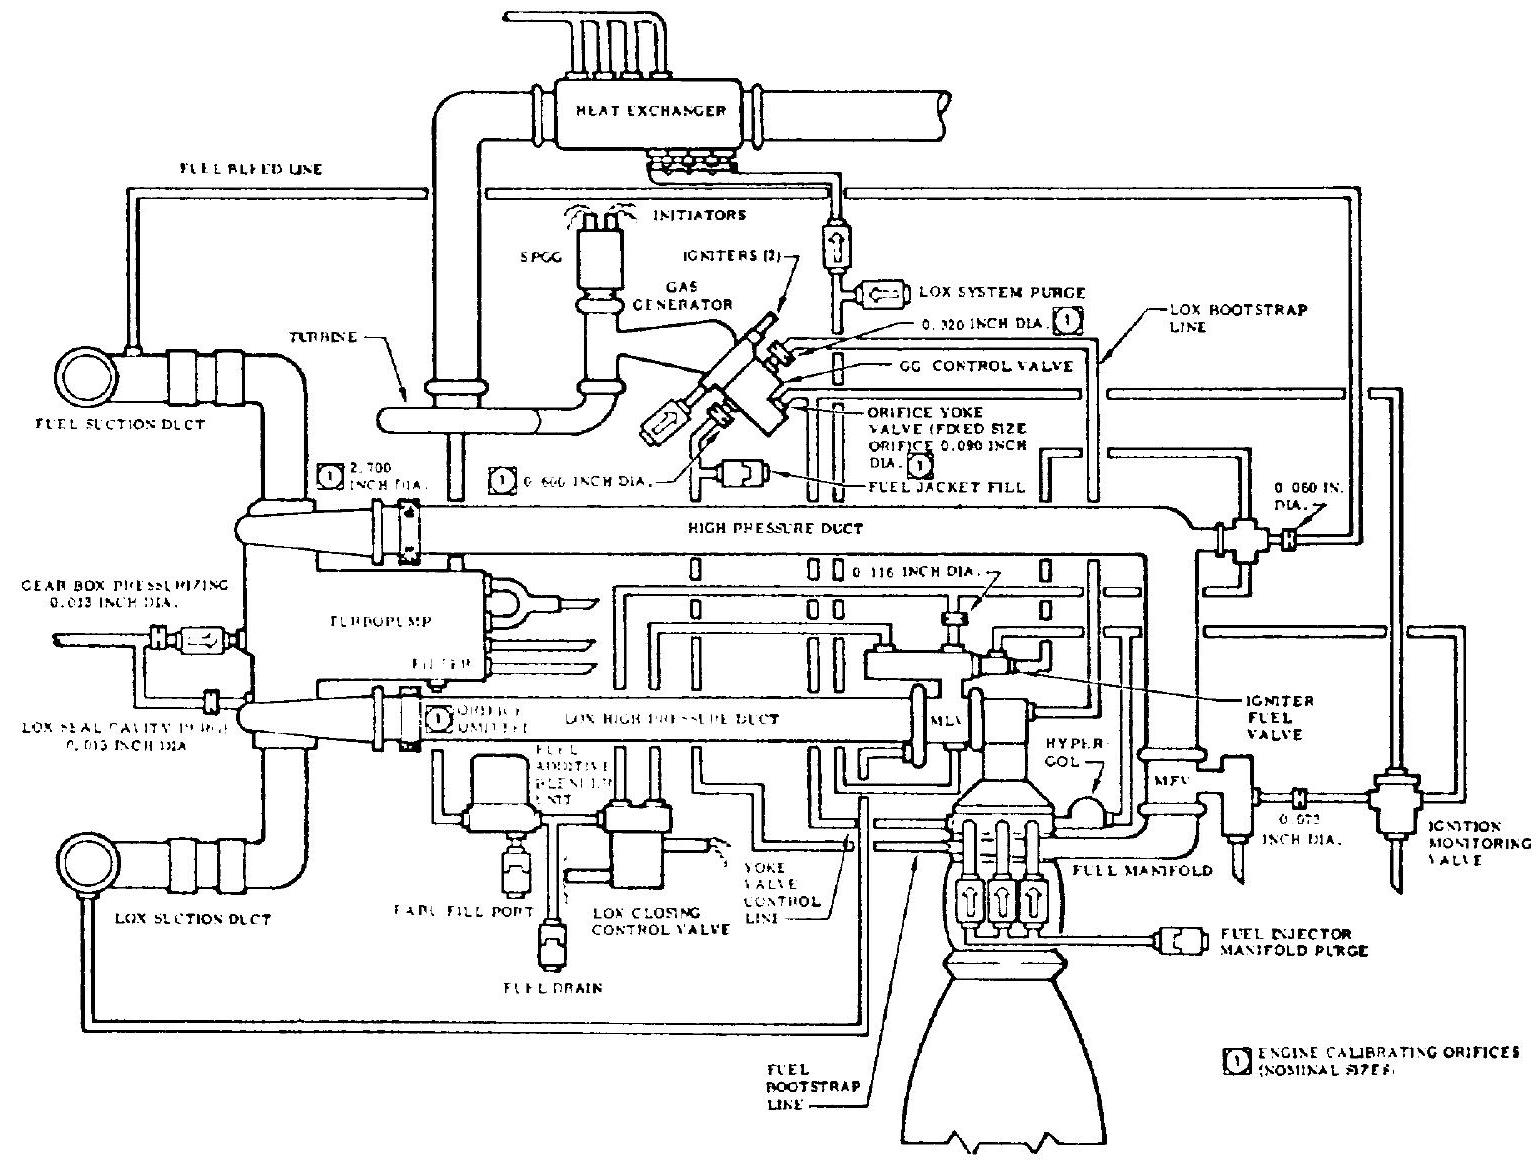 HEAT EXCHANGER
FUEL BLEED LINE
INITIATORS
SPGG
IGNITERS (2)
GAS
GENERATOR
LOX SYSTEM PURGE
0.320 INCH DIA. 1
LOX BOOTSTRAP
LINE
TURBINE
GG CONTROL VALVE
FUEL SUCTION DUCT
ORIFICE YOKE
VALVE (FIXED SIZE
ORIFICE 0.090 INCH
DIA. 1
1 2.700
INCH DIA.
1 0.600 INCH DIA.
FUEL JACKET FILL
0.060 IN.
DIA.
HIGH PRESSURE DUCT
GEAR BOX PRESSURIZING
0.013 INCH DIA.
0.116 INCH DIA.
TURBOPUMP
FILTER
IGNITER
FUEL
VALVE
1 ORIFICE
OMITTED
LOX HIGH PRESSURE DUCT
MLV
LOX SEAL CAVITY PURGE
0.013 INCH DIA
HYPER-
GOL
FUEL
ADDITIVE
BLENDER
UNIT
MFV
0.073
INCH DIA.
IGNITION
MONITORING
VALVE
YOKE
VALVE
CONTROL
LINE
FUEL MANIFOLD
LOX SUCTION DUCT
FABU FILL PORT
LOX CLOSING
CONTROL VALVE
FUEL INJECTOR
MANIFOLD PURGE
FUEL DRAIN
FUEL
BOOTSTRAP
LINE
1 ENGINE CALIBRATING ORIFICES
(NOMINAL SIZES)